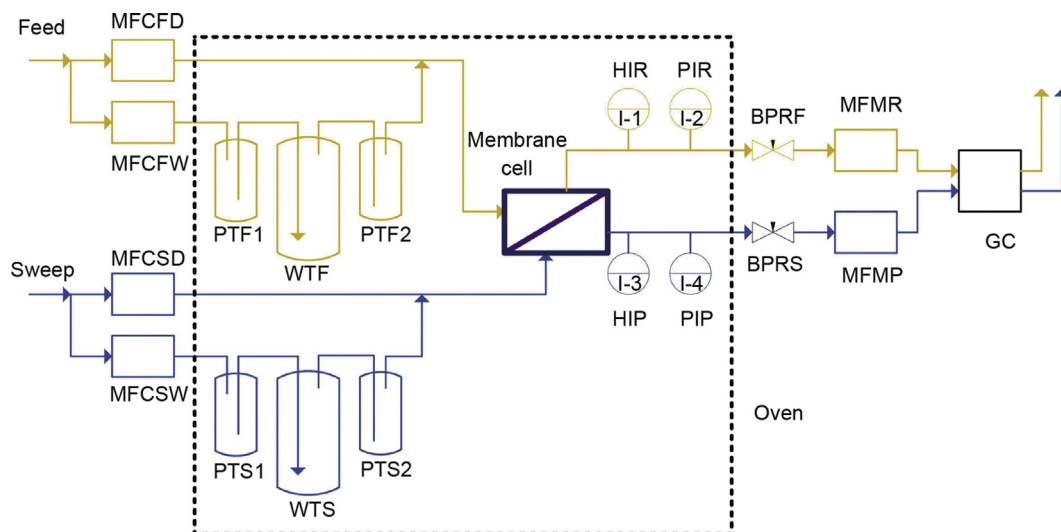 Feed
MFCFD
MFCFW
PTF1
WTF
PTF2
Membrane
cell
HIR
PIR
I-1
I-2
BPRF
MFMR
GC
Sweep
MFCSD
MFCSW
PTS1
WTS
PTS2
I-3
I-4
HIP
PIP
BPRS
MFMP
Oven